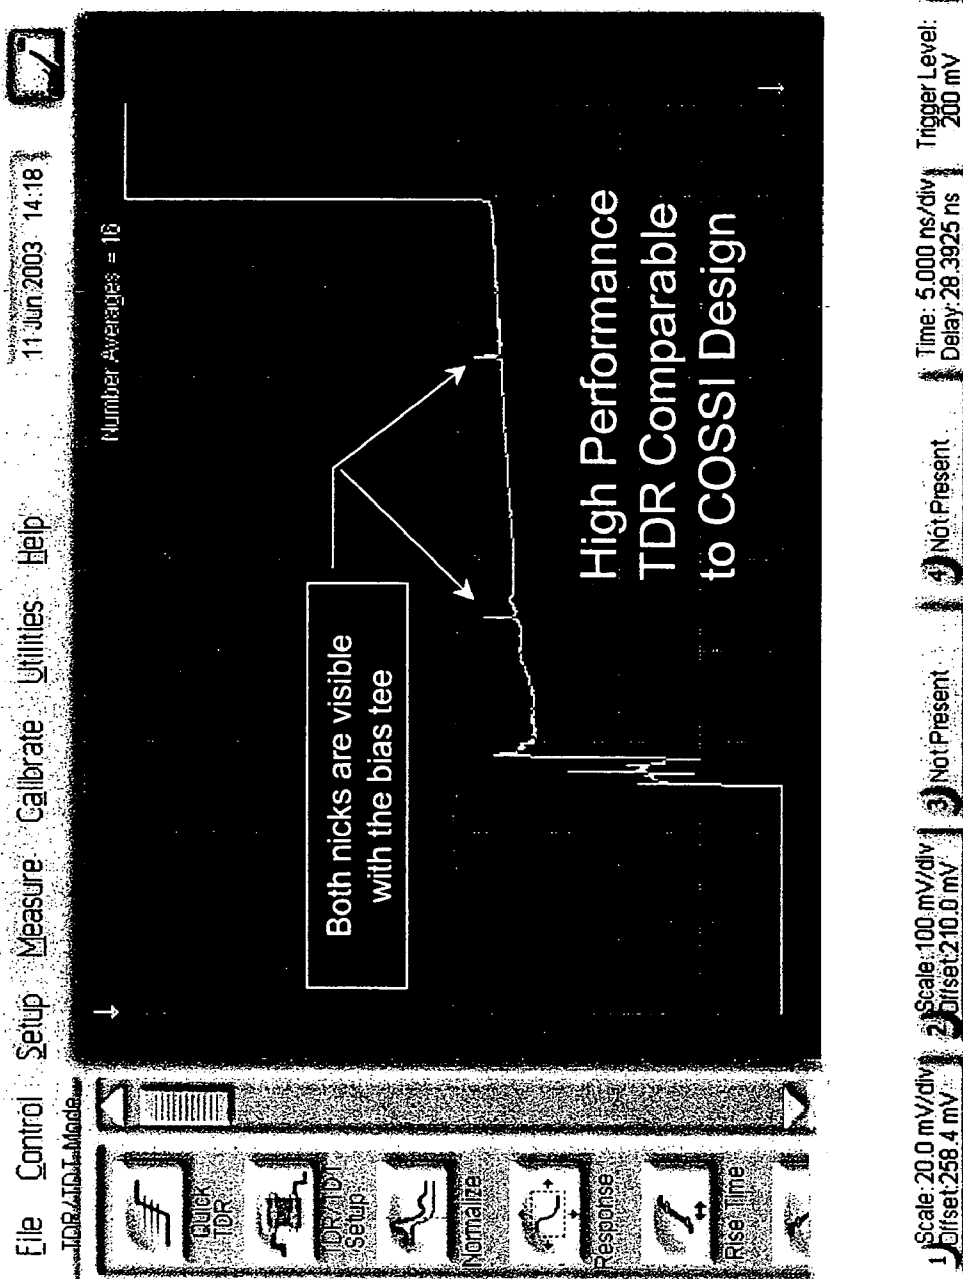 File Control Setup Measure Calibrate Utilities Help 11 Jun 2003 14:18
TDR/TDT Mode
Number Averages = 16
Quick
TDR
TDR/TDT
Setup
Normalize
Response
Rise Time
Both nicks are visible
with the bias tee
High Performance
TDR Comparable
to COSSI Design
1) Scale: 20.0 mV/div
Offset: 258.4 mV
2) Scale: 100 mV/div
Offset: 210.0 mV
3) Not Present
4) Not Present
Time: 5.000 ns/div
Delay: 28.3925 ns
Trigger Level:
200 mV